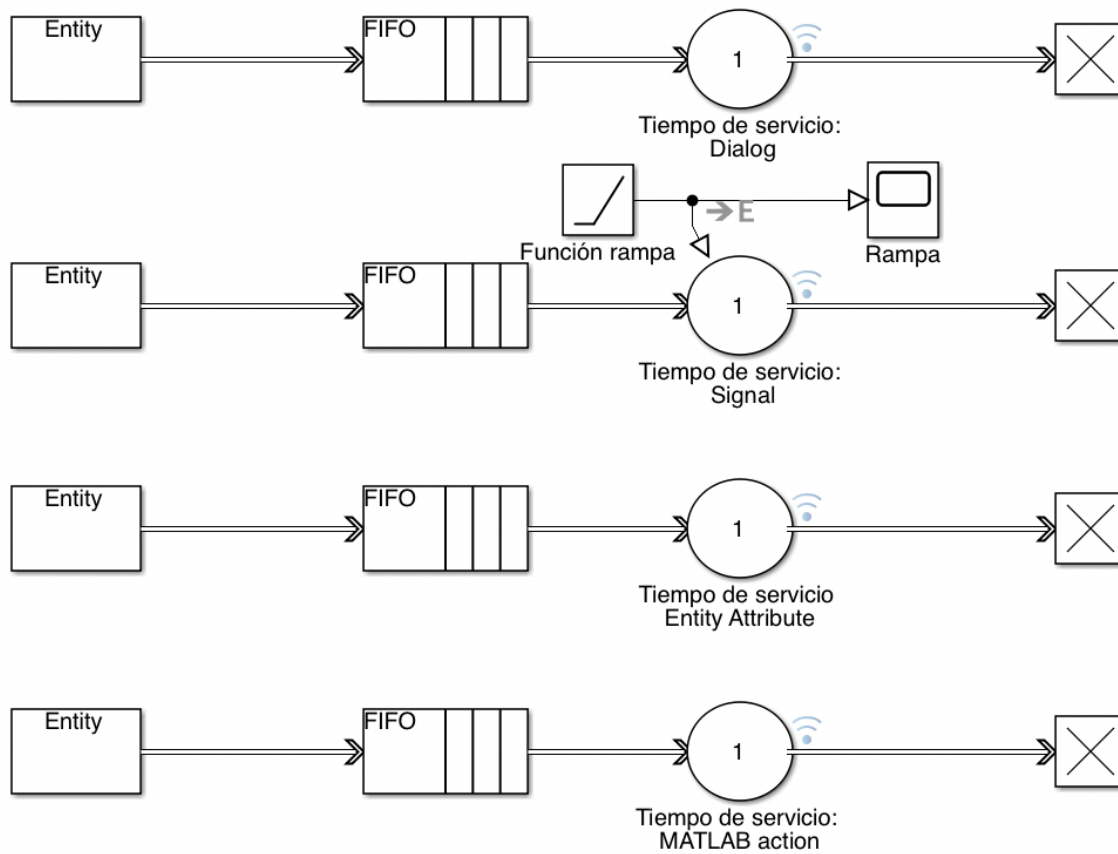 Entity
FIFO
1
Tiempo de servicio:
Dialog
E
Función rampa
Rampa
Entity
FIFO
1
Tiempo de servicio:
Signal
Entity
FIFO
1
Tiempo de servicio
Entity Attribute
Entity
FIFO
1
Tiempo de servicio:
MATLAB action